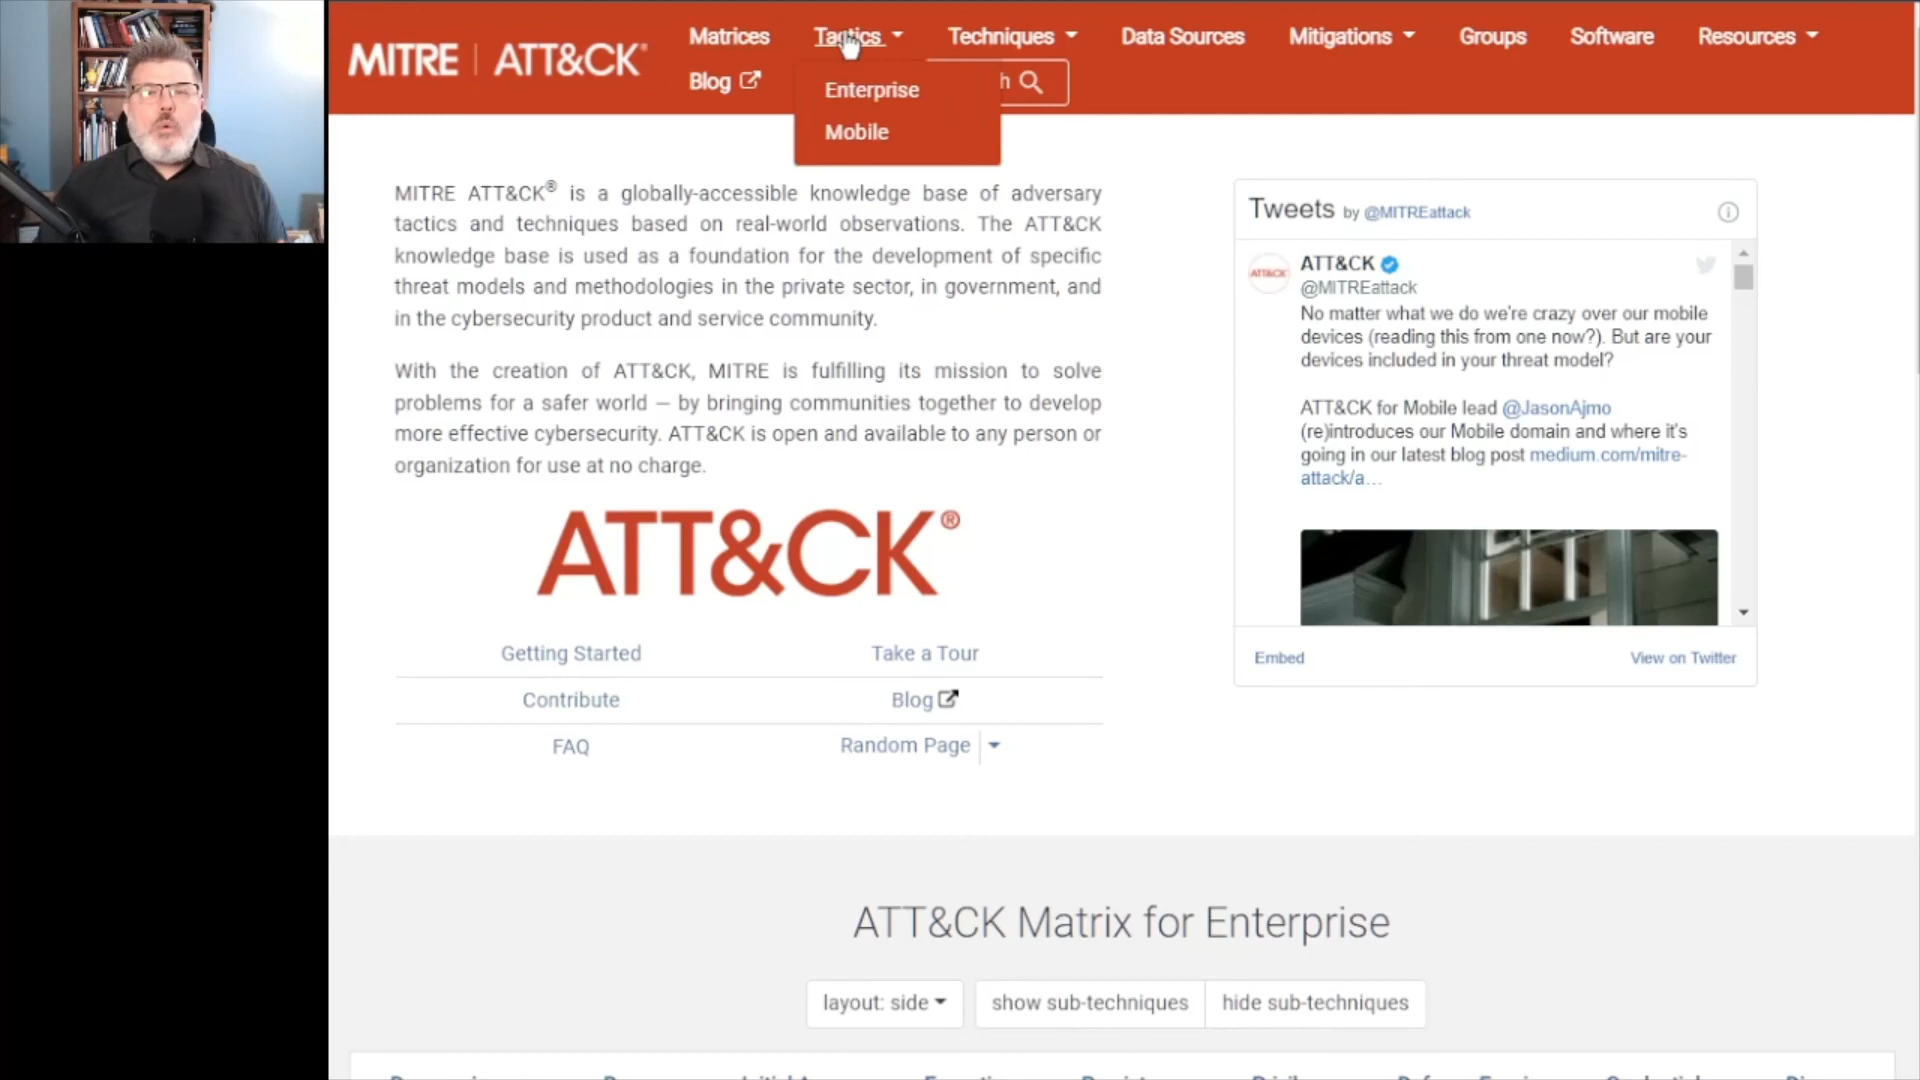 MITRE | ATT&CK®
Matrices
Tactics
Techniques
Data Sources
Mitigations
Groups
Software
Resources
Blog
h
Enterprise
Mobile
MITRE ATT&CK® is a globally-accessible knowledge base of adversary
tactics and techniques based on real-world observations. The ATT&CK
knowledge base is used as a foundation for the development of specific
threat models and methodologies in the private sector, in government, and
in the cybersecurity product and service community.
With the creation of ATT&CK, MITRE is fulfilling its mission to solve
problems for a safer world — by bringing communities together to develop
more effective cybersecurity. ATT&CK is open and available to any person or
organization for use at no charge.
ATT&CK®
Getting Started
Take a Tour
Contribute
Blog
FAQ
Random Page
Tweets by @MITREattack
ATT&CK
ATT&CK
@MITREattack
No matter what we do we're crazy over our mobile
devices (reading this from one now?). But are your
devices included in your threat model?
ATT&CK for Mobile lead @JasonAjmo
(re)introduces our Mobile domain and where it's
going in our latest blog post medium.com/mitre-
attack/a…
Embed
View on Twitter
ATT&CK Matrix for Enterprise
layout: side
show sub-techniques
hide sub-techniques